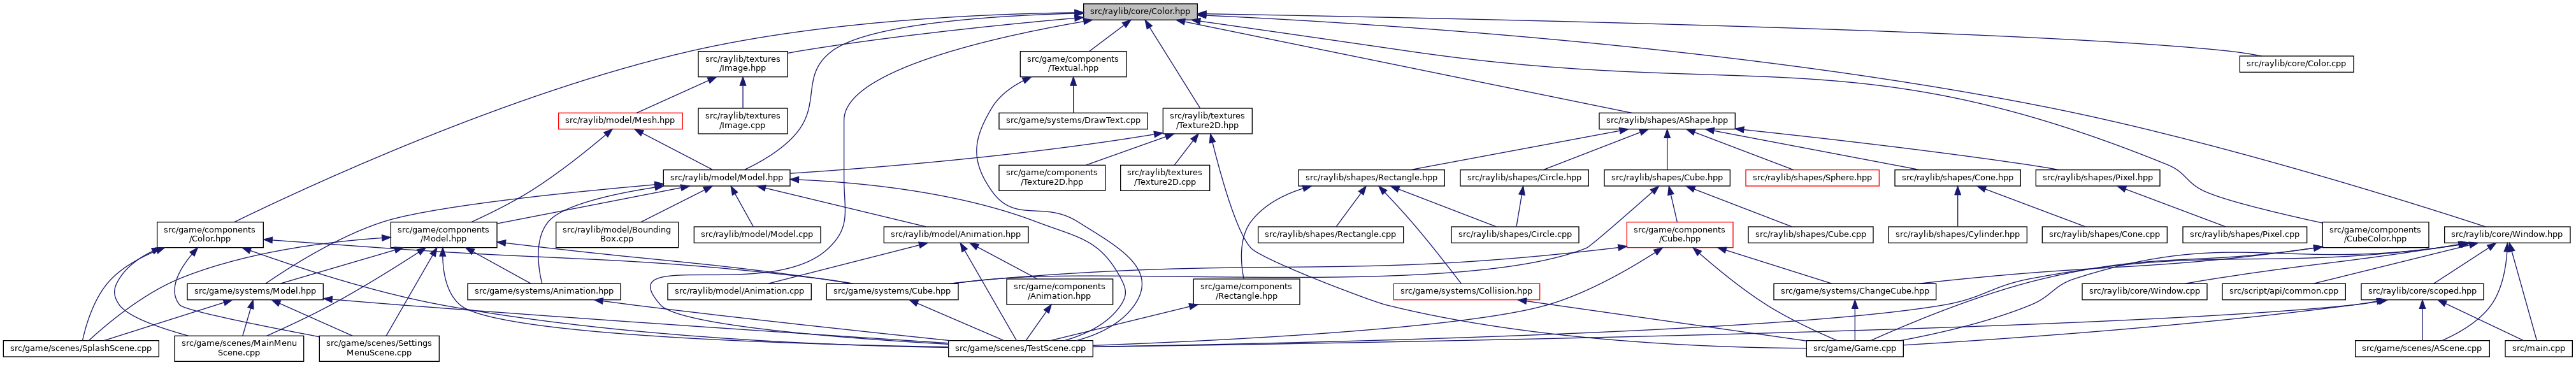 src/raylib/core/Color.hpp
src/raylib/textures
/Image.hpp
src/game/components
/Textual.hpp
src/raylib/core/Color.cpp
src/raylib/model/Mesh.hpp
src/raylib/textures
/Image.cpp
src/game/systems/DrawText.cpp
src/raylib/textures
/Texture2D.hpp
src/raylib/shapes/AShape.hpp
src/raylib/model/Model.hpp
src/game/components
/Texture2D.hpp
src/raylib/textures
/Texture2D.cpp
src/raylib/shapes/Rectangle.hpp
src/raylib/shapes/Circle.hpp
src/raylib/shapes/Cube.hpp
src/raylib/shapes/Sphere.hpp
src/raylib/shapes/Cone.hpp
src/raylib/shapes/Pixel.hpp
src/game/components
/Color.hpp
src/game/components
/Model.hpp
src/raylib/model/Bounding
Box.cpp
src/raylib/model/Model.cpp
src/raylib/model/Animation.hpp
src/raylib/shapes/Rectangle.cpp
src/raylib/shapes/Circle.cpp
src/game/components
/Cube.hpp
src/raylib/shapes/Cube.cpp
src/raylib/shapes/Cylinder.hpp
src/raylib/shapes/Cone.cpp
src/raylib/shapes/Pixel.cpp
src/game/components
/CubeColor.hpp
src/raylib/core/Window.hpp
src/game/systems/Model.hpp
src/game/systems/Animation.hpp
src/raylib/model/Animation.cpp
src/game/systems/Cube.hpp
src/game/components
/Animation.hpp
src/game/components
/Rectangle.hpp
src/game/systems/Collision.hpp
src/game/systems/ChangeCube.hpp
src/raylib/core/Window.cpp
src/script/api/common.cpp
src/raylib/core/scoped.hpp
src/game/scenes/SplashScene.cpp
src/game/scenes/MainMenu
Scene.cpp
src/game/scenes/Settings
MenuScene.cpp
src/game/scenes/TestScene.cpp
src/game/Game.cpp
src/game/scenes/AScene.cpp
src/main.cpp